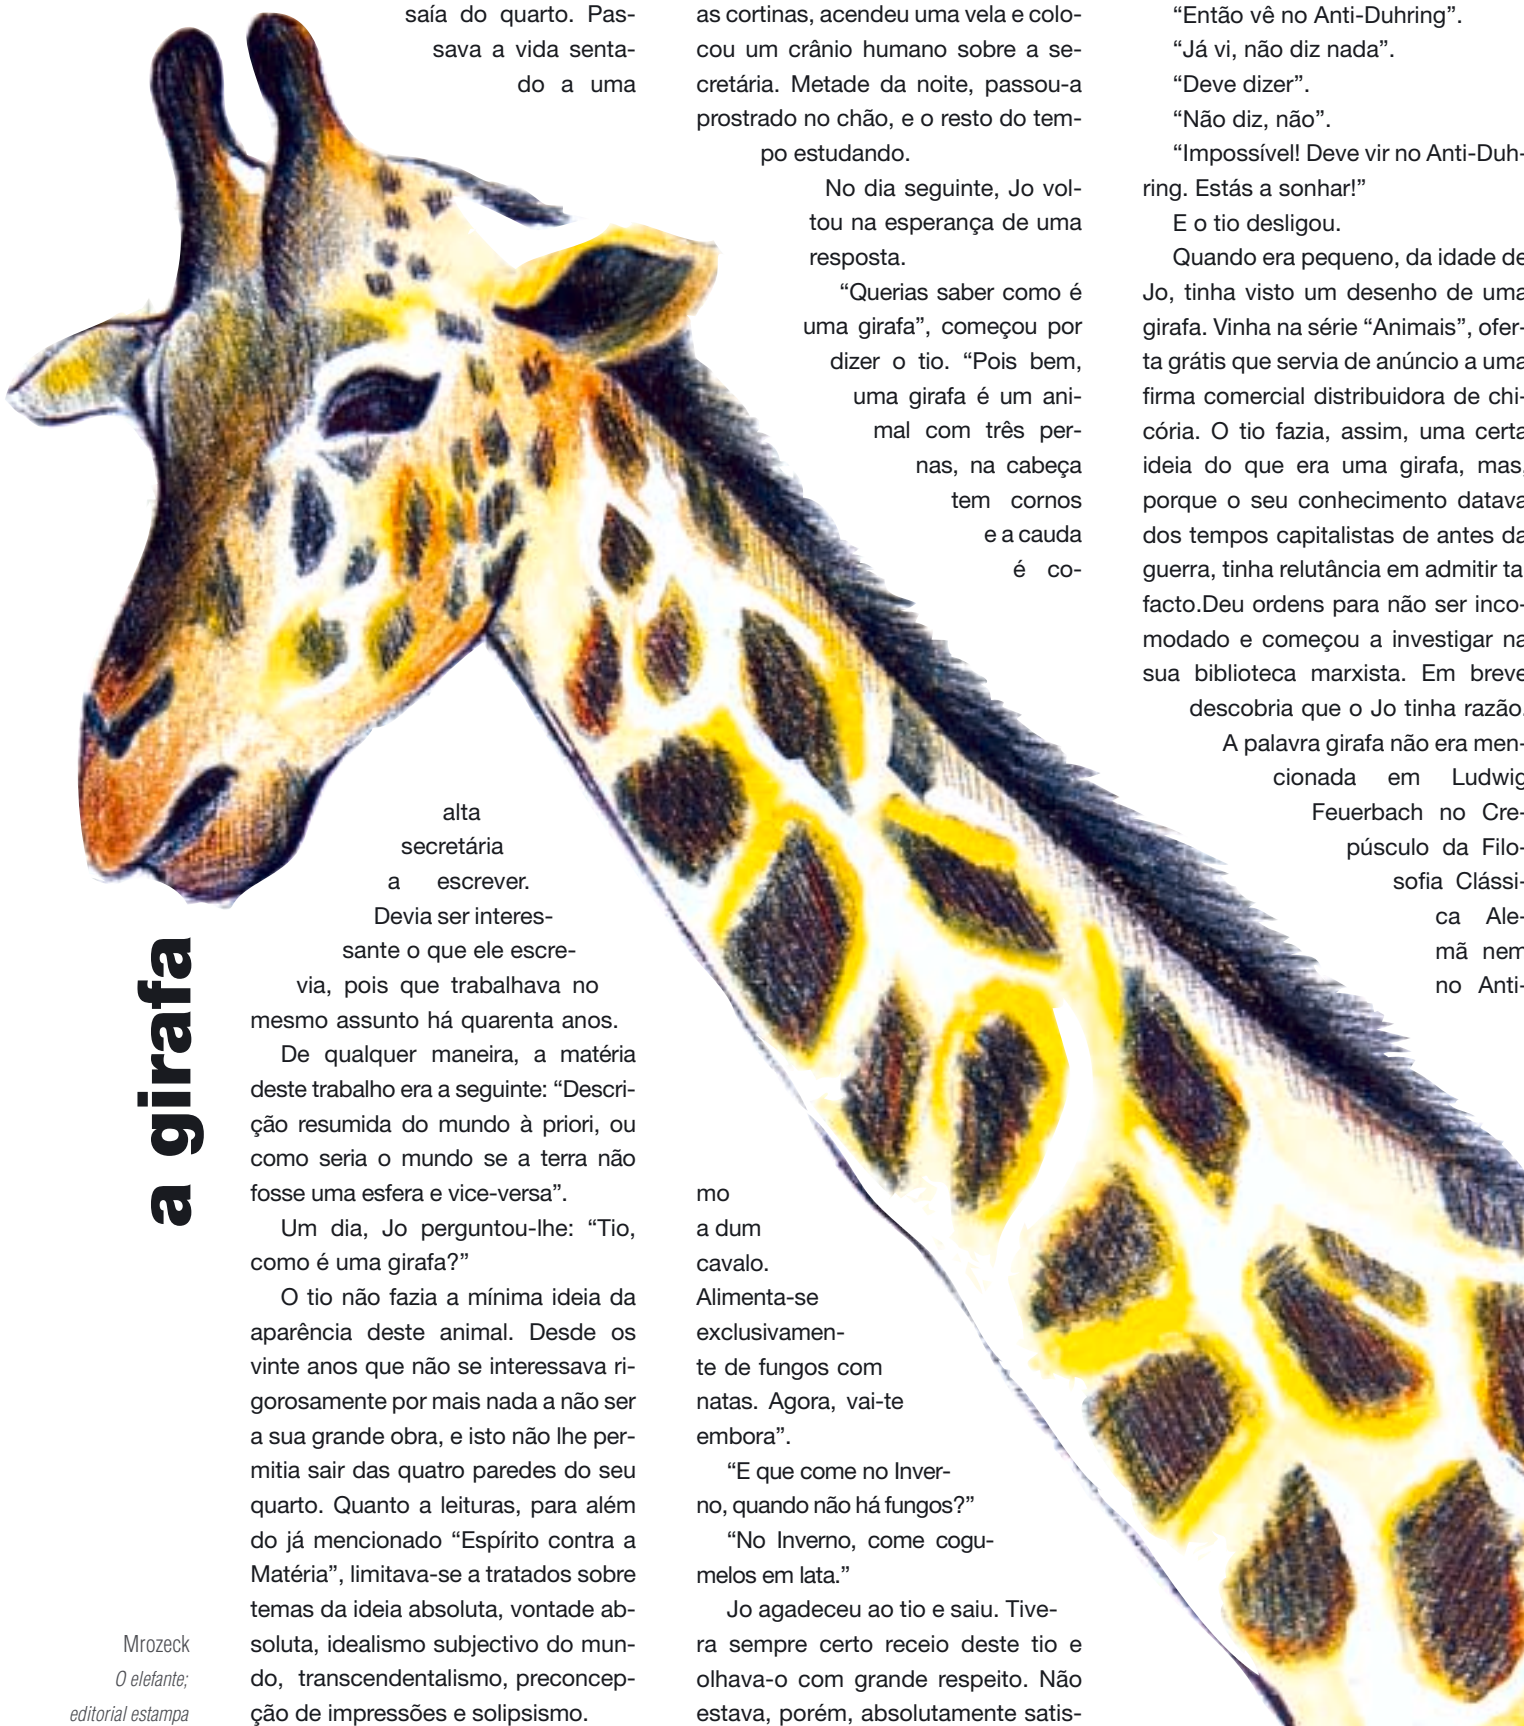 saía do quarto. Pas-
sava a vida senta-
do a uma
alta
secretária
a escrever.
Devia ser interes-
sante o que ele escre-
via, pois que trabalhava no
mesmo assunto há quarenta anos.
De qualquer maneira, a matéria
deste trabalho era a seguinte: “Descri-
ção resumida do mundo à priori, ou
como seria o mundo se a terra não
fosse uma esfera e vice-versa”.
Um dia, Jo perguntou-lhe: “Tio,
como é uma girafa?”
O tio não fazia a mínima ideia da
aparência deste animal. Desde os
vinte anos que não se interessava ri-
gorosamente por mais nada a não ser
a sua grande obra, e isto não lhe per-
mitia sair das quatro paredes do seu
quarto. Quanto a leituras, para além
do já mencionado “Espírito contra a
Matéria”, limitava-se a tratados sobre
temas da ideia absoluta, vontade ab-
soluta, idealismo subjectivo do mun-
do, transcendentalismo, preconcep-
ção de impressões e solipsismo.
as cortinas, acendeu uma vela e colo-
cou um crânio humano sobre a se-
cretária. Metade da noite, passou-a
prostrado no chão, e o resto do tem-
po estudando.
No dia seguinte, Jo vol-
tou na esperança de uma
resposta.
“Querias saber como é
uma girafa”, começou por
dizer o tio. “Pois bem,
uma girafa é um ani-
mal com três per-
nas, na cabeça
tem cornos
e a cauda
é co-
mo
a dum
cavalo.
Alimenta-se
exclusivamen-
te de fungos com
natas. Agora, vai-te
embora”.
“E que come no Inver-
no, quando não há fungos?”
“No Inverno, come cogu-
melos em lata.”
Jo agadeceu ao tio e saiu. Tive-
ra sempre certo receio deste tio e
olhava-o com grande respeito. Não
estava, porém, absolutamente satis-
“Então vê no Anti-Duhring”.
“Já vi, não diz nada”.
“Deve dizer”.
“Não diz, não”.
“Impossível! Deve vir no Anti-Duh-
ring. Estás a sonhar!”
E o tio desligou.
Quando era pequeno, da idade de
Jo, tinha visto um desenho de uma
girafa. Vinha na série “Animais”, ofer-
ta grátis que servia de anúncio a uma
firma comercial distribuidora de chi-
cória. O tio fazia, assim, uma certa
ideia do que era uma girafa, mas,
porque o seu conhecimento datava
dos tempos capitalistas de antes da
guerra, tinha relutância em admitir ta
facto.Deu ordens para não ser inco-
modado e começou a investigar na
sua biblioteca marxista. Em breve
descobria que o Jo tinha razão.
A palavra girafa não era men-
cionada em Ludwig
Feuerbach no Cre-
púsculo da Filo-
sofia Clássi-
ca Ale-
mã nem
no Anti-
a girafa
Mrozeck
O elefante;
editorial estampa